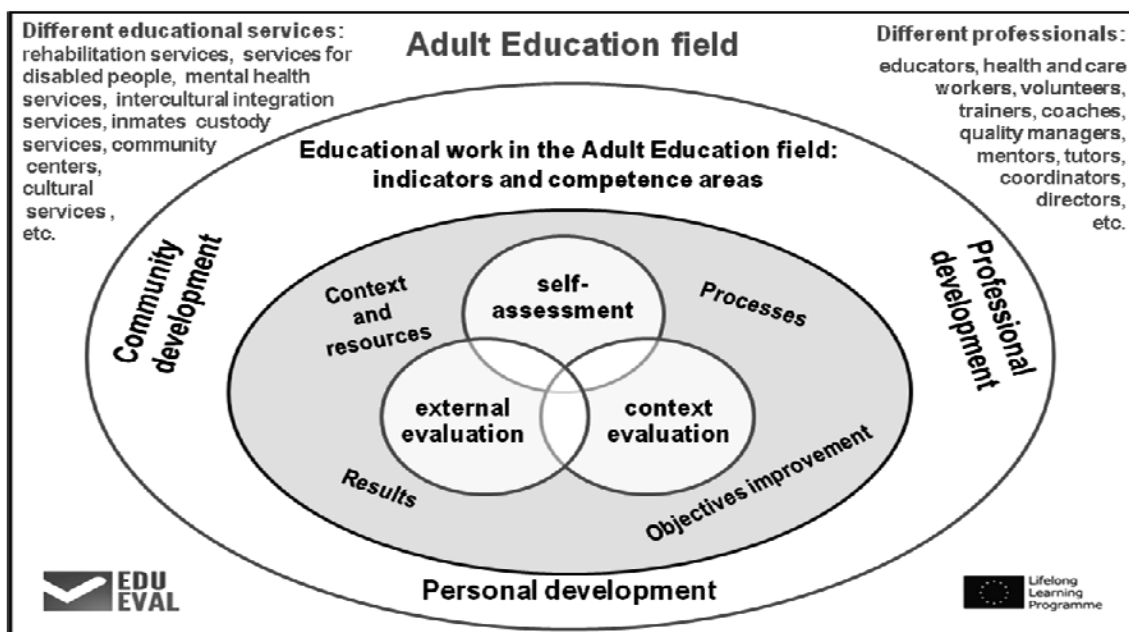 Different educational services:
rehabilitation services, services for
disabled people, mental health
services, intercultural integration
services, inmates custody
services, community
centers,
cultural
services ,
etc.
Adult Education field
Different professionals:
educators, health and care
workers, volunteers,
trainers, coaches,
quality managers,
mentors, tutors,
coordinators,
directors,
etc.
Educational work in the Adult Education field:
indicators and competence areas
Community
development
Professional
development
Context
and
resources
self-
assessment
Processes
external
evaluation
context
evaluation
Results
Objectives improvement
Personal development
EDU
EVAL
Lifelong
Learning
Programme